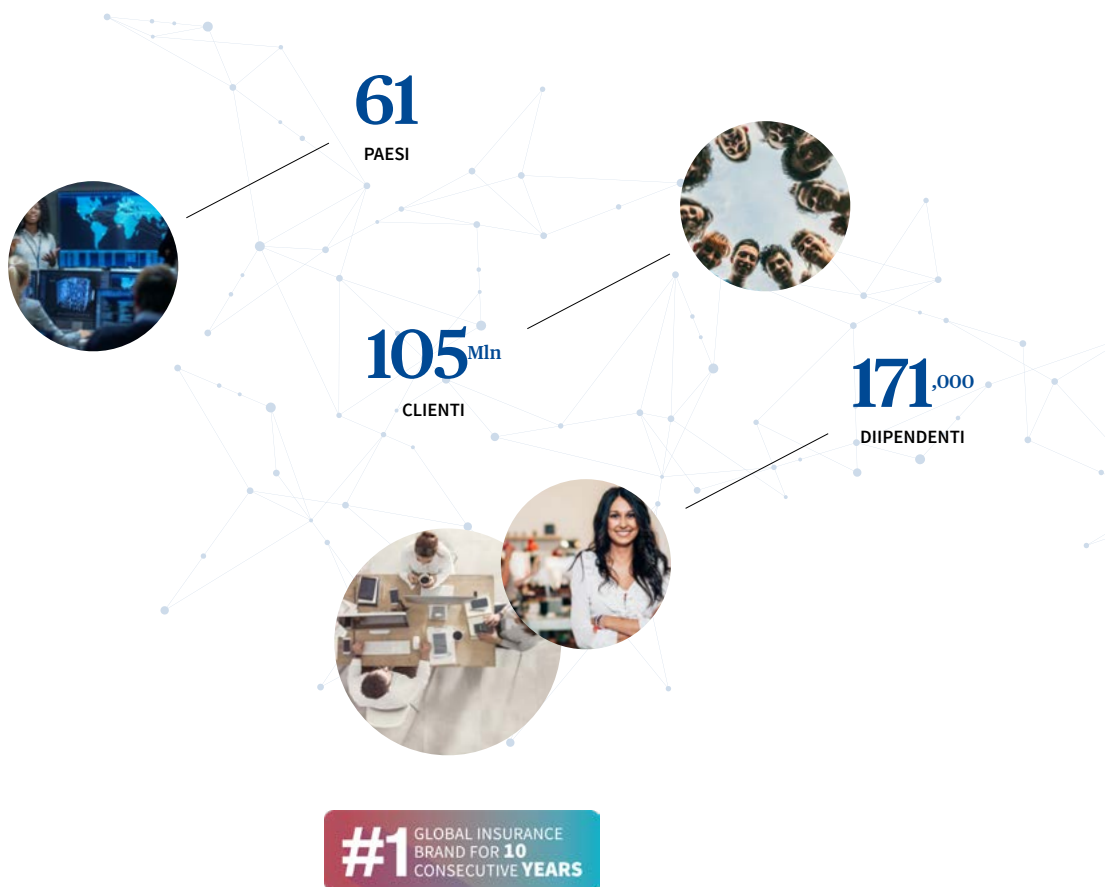 61
PAESI
105Mln
CLIENTI
171,000
DIIPENDENTI
#1 GLOBAL INSURANCE
BRAND FOR 10
CONSECUTIVE YEARS